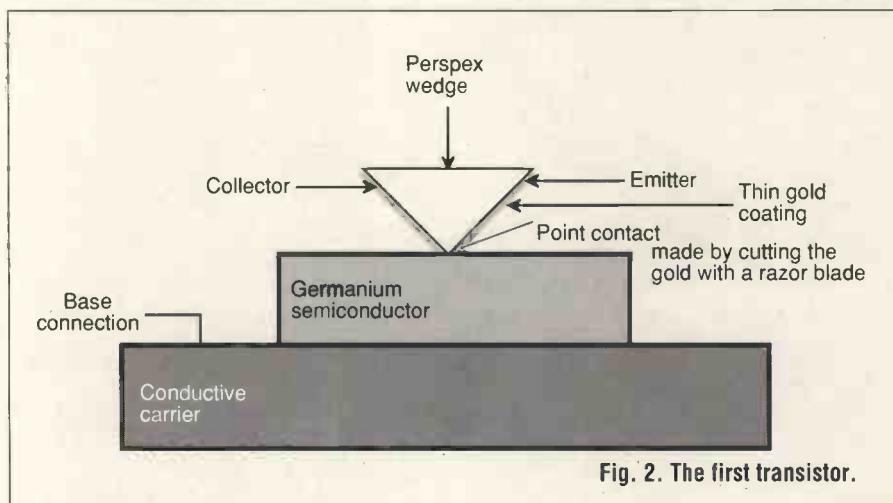 Perspex
wedge
Collector
Emitter
Thin gold
coating
Point contact
made by cutting the
gold with a razor blade
Germanium
semiconductor
Base
connection
Conductive
carrier
Fig. 2. The first transistor.